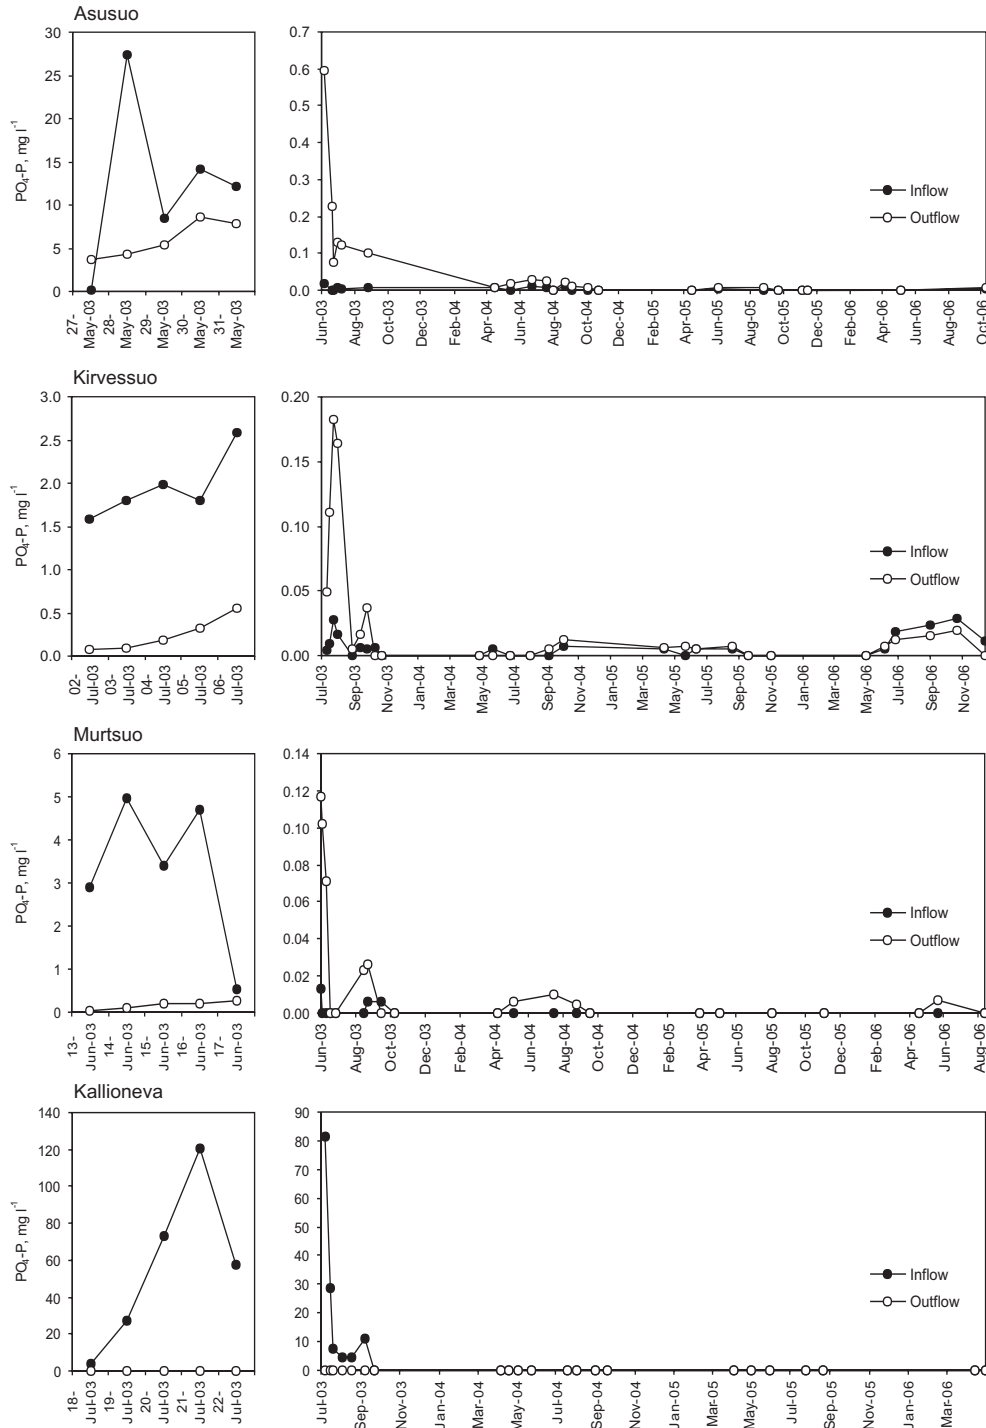 Asusuo
PO₄-P, mg l⁻¹
30
25
20
15
10
5
0
27-May-03
28-May-03
29-May-03
30-May-03
31-May-03
0.7
0.6
0.5
0.4
0.3
0.2
0.1
0.0
Jun-03
Aug-03
Oct-03
Dec-03
Feb-04
Apr-04
Jun-04
Aug-04
Oct-04
Dec-04
Feb-05
Apr-05
Jun-05
Aug-05
Oct-05
Dec-05
Feb-06
Apr-06
Jun-06
Aug-06
Oct-06
Inflow
Outflow
Kirvessuo
PO₄-P, mg l⁻¹
3.0
2.5
2.0
1.5
1.0
0.5
0.0
02-Jul-03
03-Jul-03
04-Jul-03
05-Jul-03
06-Jul-03
0.20
0.15
0.10
0.05
0.00
Jul-03
Sep-03
Nov-03
Jan-04
Mar-04
May-04
Jul-04
Sep-04
Nov-04
Jan-05
Mar-05
May-05
Jul-05
Sep-05
Nov-05
Jan-06
Mar-06
May-06
Jul-06
Sep-06
Nov-06
Inflow
Outflow
Murtsuo
PO₄-P, mg l⁻¹
6
5
4
3
2
1
0
13-Jun-03
14-Jun-03
15-Jun-03
16-Jun-03
17-Jun-03
0.14
0.12
0.10
0.08
0.06
0.04
0.02
0.00
Jun-03
Aug-03
Oct-03
Dec-03
Feb-04
Apr-04
Jun-04
Aug-04
Oct-04
Dec-04
Feb-05
Apr-05
Jun-05
Aug-05
Oct-05
Dec-05
Feb-06
Apr-06
Jun-06
Aug-06
Inflow
Outflow
Kallioneva
PO₄-P, mg l⁻¹
140
120
100
80
60
40
20
0
18-Jul-03
19-Jul-03
20-Jul-03
21-Jul-03
22-Jul-03
90
80
70
60
50
40
30
20
10
0
Jul-03
Sep-03
Nov-03
Jan-04
Mar-04
May-04
Jul-04
Sep-04
Nov-04
Jan-05
Mar-05
May-05
Jul-05
Sep-05
Nov-05
Jan-06
Mar-06
Inflow
Outflow